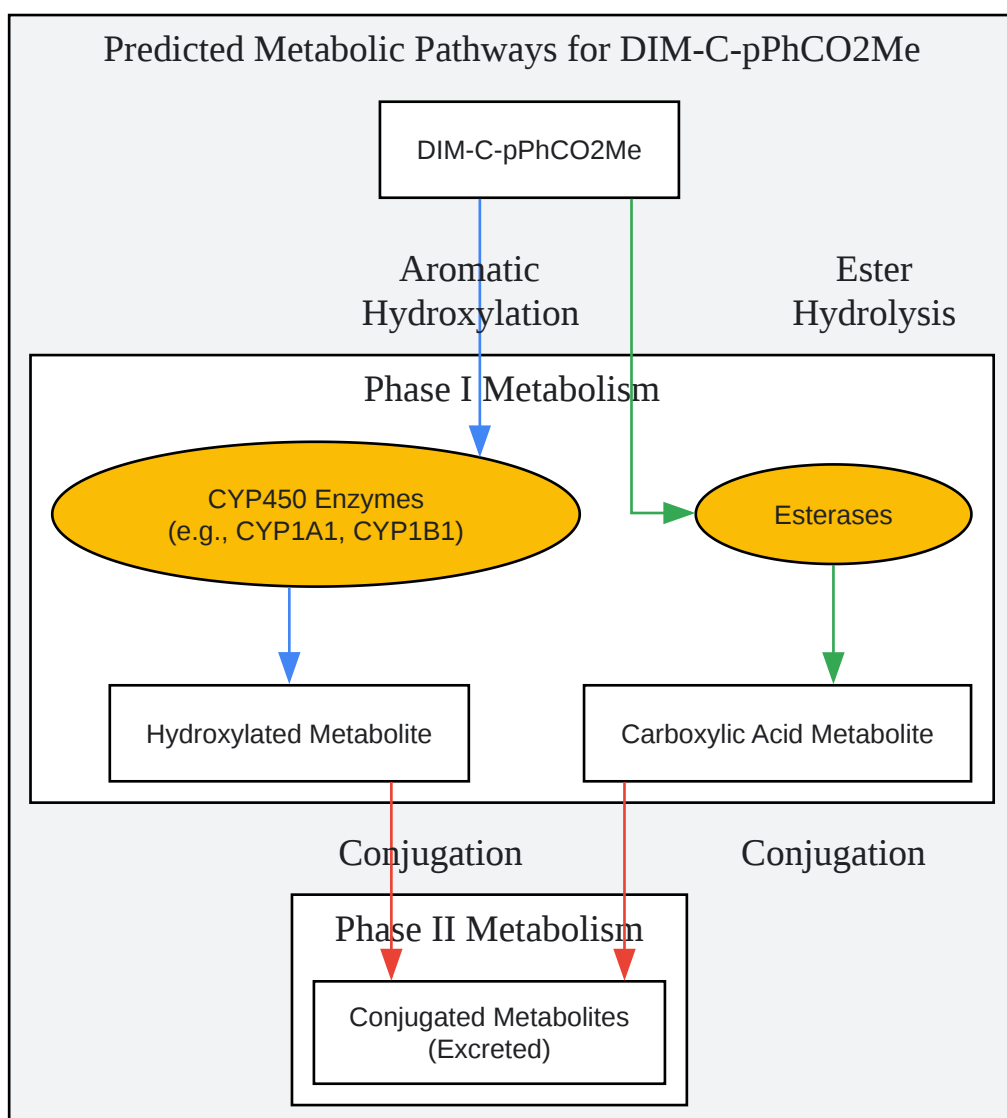 Predicted Metabolic Pathways for DIM-C-pPhCO2Me
DIM-C-pPhCO2Me
Aromatic
Hydroxylation
Ester
Hydrolysis
Phase I Metabolism
CYP450 Enzymes
(e.g., CYP1A1, CYP1B1)
Esterases
Hydroxylated Metabolite
Carboxylic Acid Metabolite
Conjugation
Conjugation
Phase II Metabolism
Conjugated Metabolites
(Excreted)